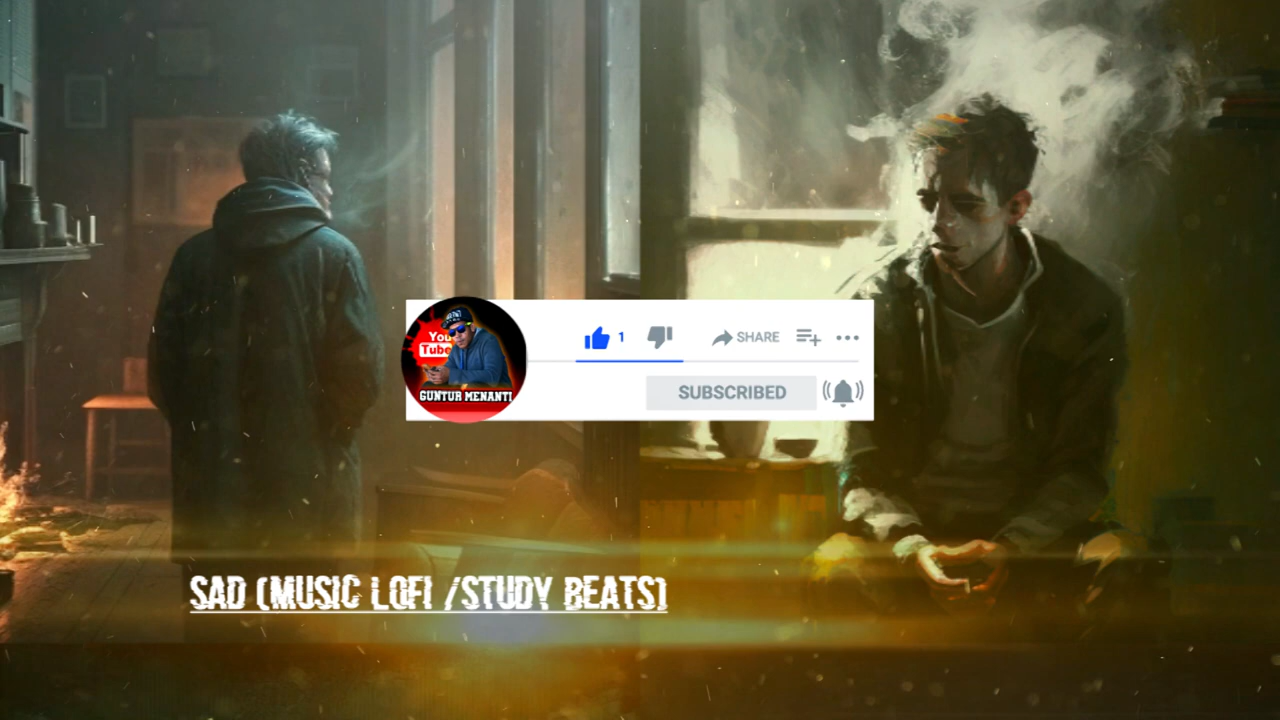 You
Tube
GUNTUR MENANTI
1
SHARE
SUBSCRIBED
SAD (MUSIC LOFI /STUDY BEATS)